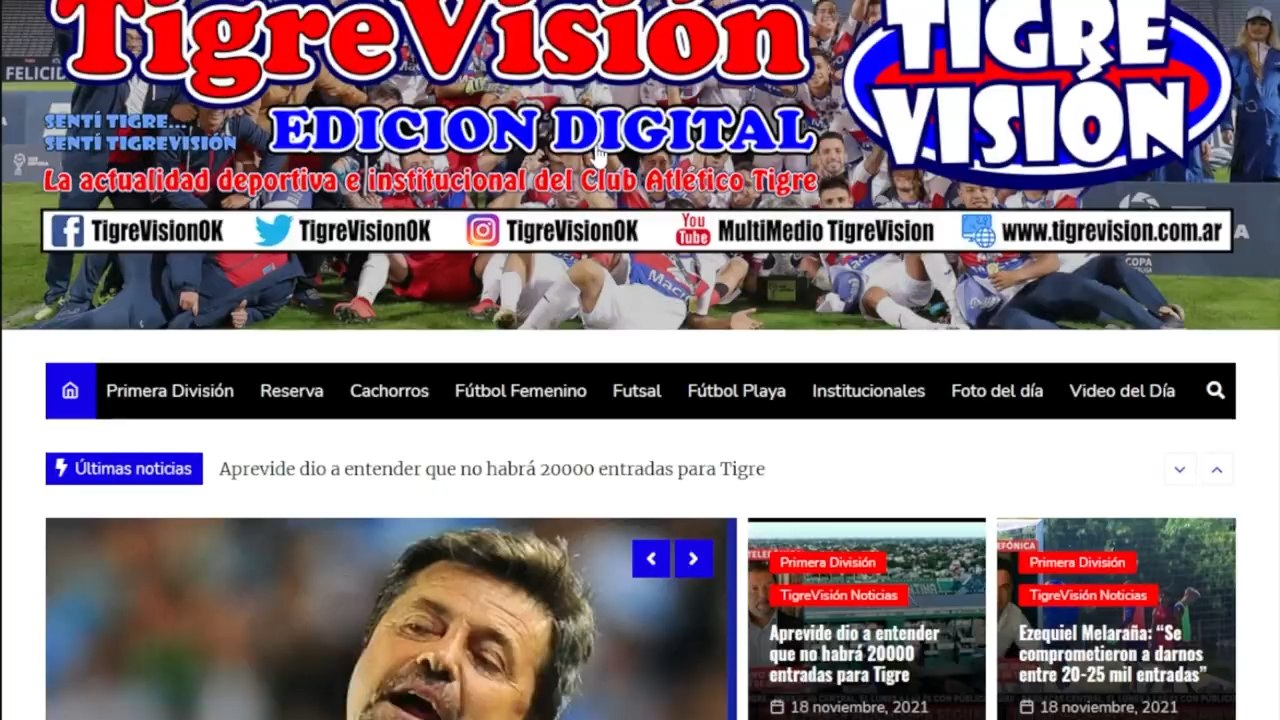 TigreVisión
TIGRE
VISIÓN
FELICID
SENTÍ TIGRE...
SENTÍ TIGREVISIÓN
EDICION DIGITAL
La actualidad deportiva e institucional del Club Atlético Tigre
TigreVisionOK TigreVisionOK TigreVisionOK You Tube MultiMedio TigreVision www.tigrevision.com.ar
COPA
Macro
Primera División Reserva Cachorros Fútbol Femenino Futsal Fútbol Playa Institucionales Foto del día Video del Día
Últimas noticias Aprevide dio a entender que no habrá 20000 entradas para Tigre
Primera División
TigreVisión Noticias
Aprevide dio a entender
que no habrá 20000
entradas para Tigre
18 noviembre, 2021
EFÓNICA
Primera División
TigreVisión Noticias
Ezequiel Melaraña: “Se
comprometieron a darnos
entre 20-25 mil entradas”
18 noviembre, 2021